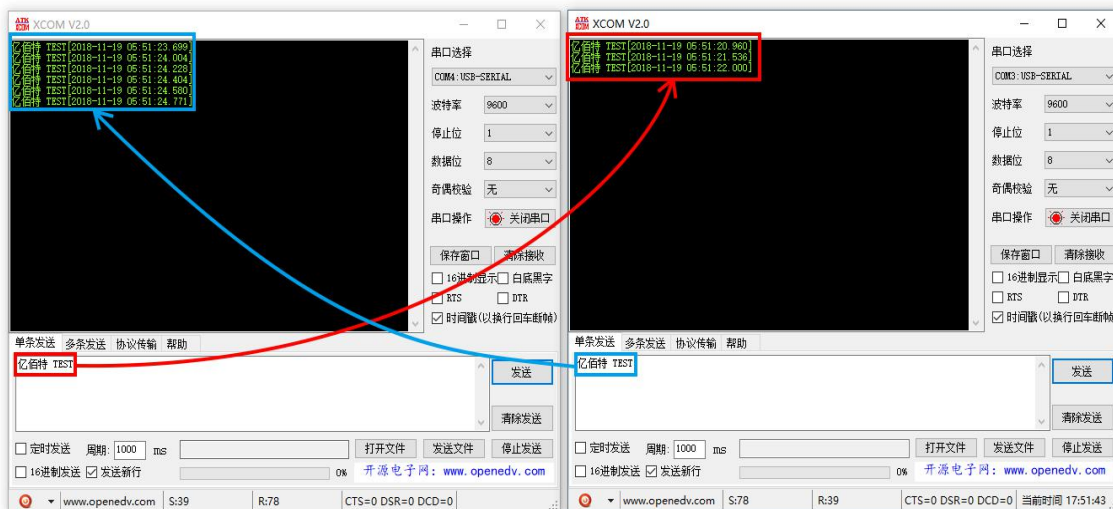 XCOM V2.0
亿佰特 TEST[2018-11-19 05:51:23.699]
亿佰特 TEST[2018-11-19 05:51:24.004]
亿佰特 TEST[2018-11-19 05:51:24.228]
亿佰特 TEST[2018-11-19 05:51:24.404]
亿佰特 TEST[2018-11-19 05:51:24.580]
亿佰特 TEST[2018-11-19 05:51:24.771]
串口选择
COM4:USB-SERIAL
波特率 9600
停止位 1
数据位 8
奇偶校验 无
串口操作 关闭串口
保存窗口 清除接收
16进制显示 白底黑字
RTS DTR
时间戳(以换行回车断帧)
单条发送 多条发送 协议传输 帮助
亿佰特 TEST
发送
清除发送
定时发送 周期: 1000 ms 打开文件 发送文件 停止发送
16进制发送 发送新行 0% 开源电子网: www.openedv.com
www.openedv.com S:39 R:78 CTS=0 DSR=0 DCD=0
XCOM V2.0
亿佰特 TEST[2018-11-19 05:51:20.960]
亿佰特 TEST[2018-11-19 05:51:21.536]
亿佰特 TEST[2018-11-19 05:51:22.000]
串口选择
COM3:USB-SERIAL
波特率 9600
停止位 1
数据位 8
奇偶校验 无
串口操作 关闭串口
保存窗口 清除接收
16进制显示 白底黑字
RTS DTR
时间戳(以换行回车断帧
单条发送 多条发送 协议传输 帮助
亿佰特 TEST
发送
清除发送
定时发送 周期: 1000 ms 打开文件 发送文件 停止发送
16进制发送 发送新行 0% 开源电子网: www.openedv.com
www.openedv.com S:78 R:39 CTS=0 DSR=0 DCD=0 当前时间 17:51:43